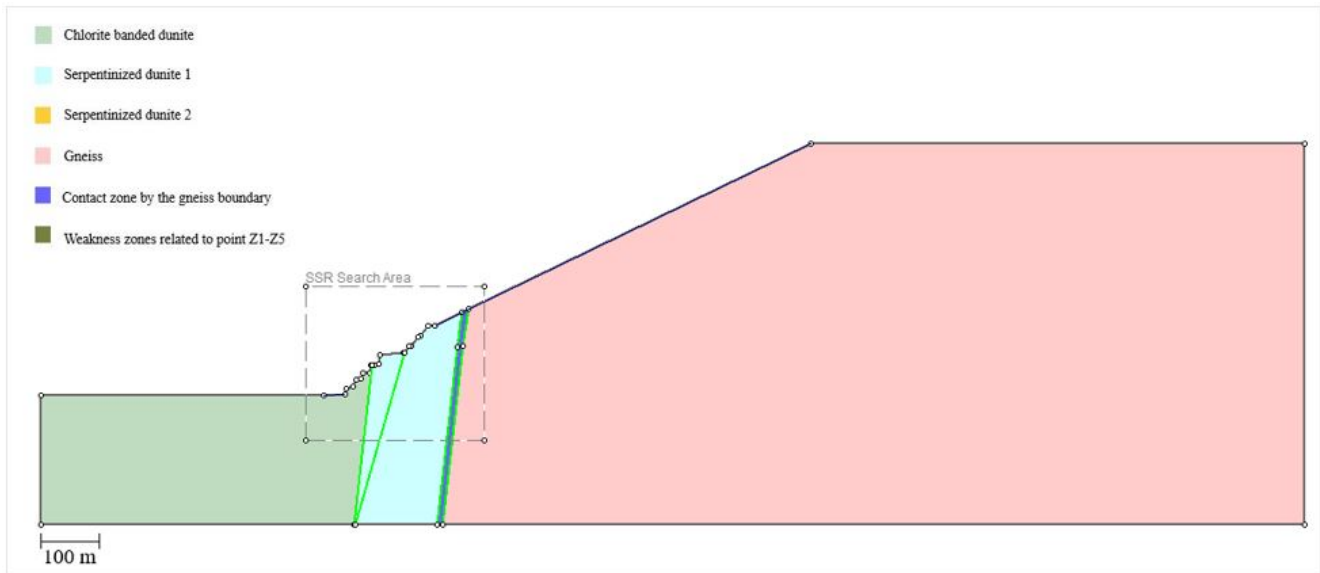 Chlorite banded dunite
Serpentinized dunite 1
Serpentinized dunite 2
Gneiss
Contact zone by the gneiss boundary
Weakness zones related to point Z1-Z5
SSR Search Area
100 m